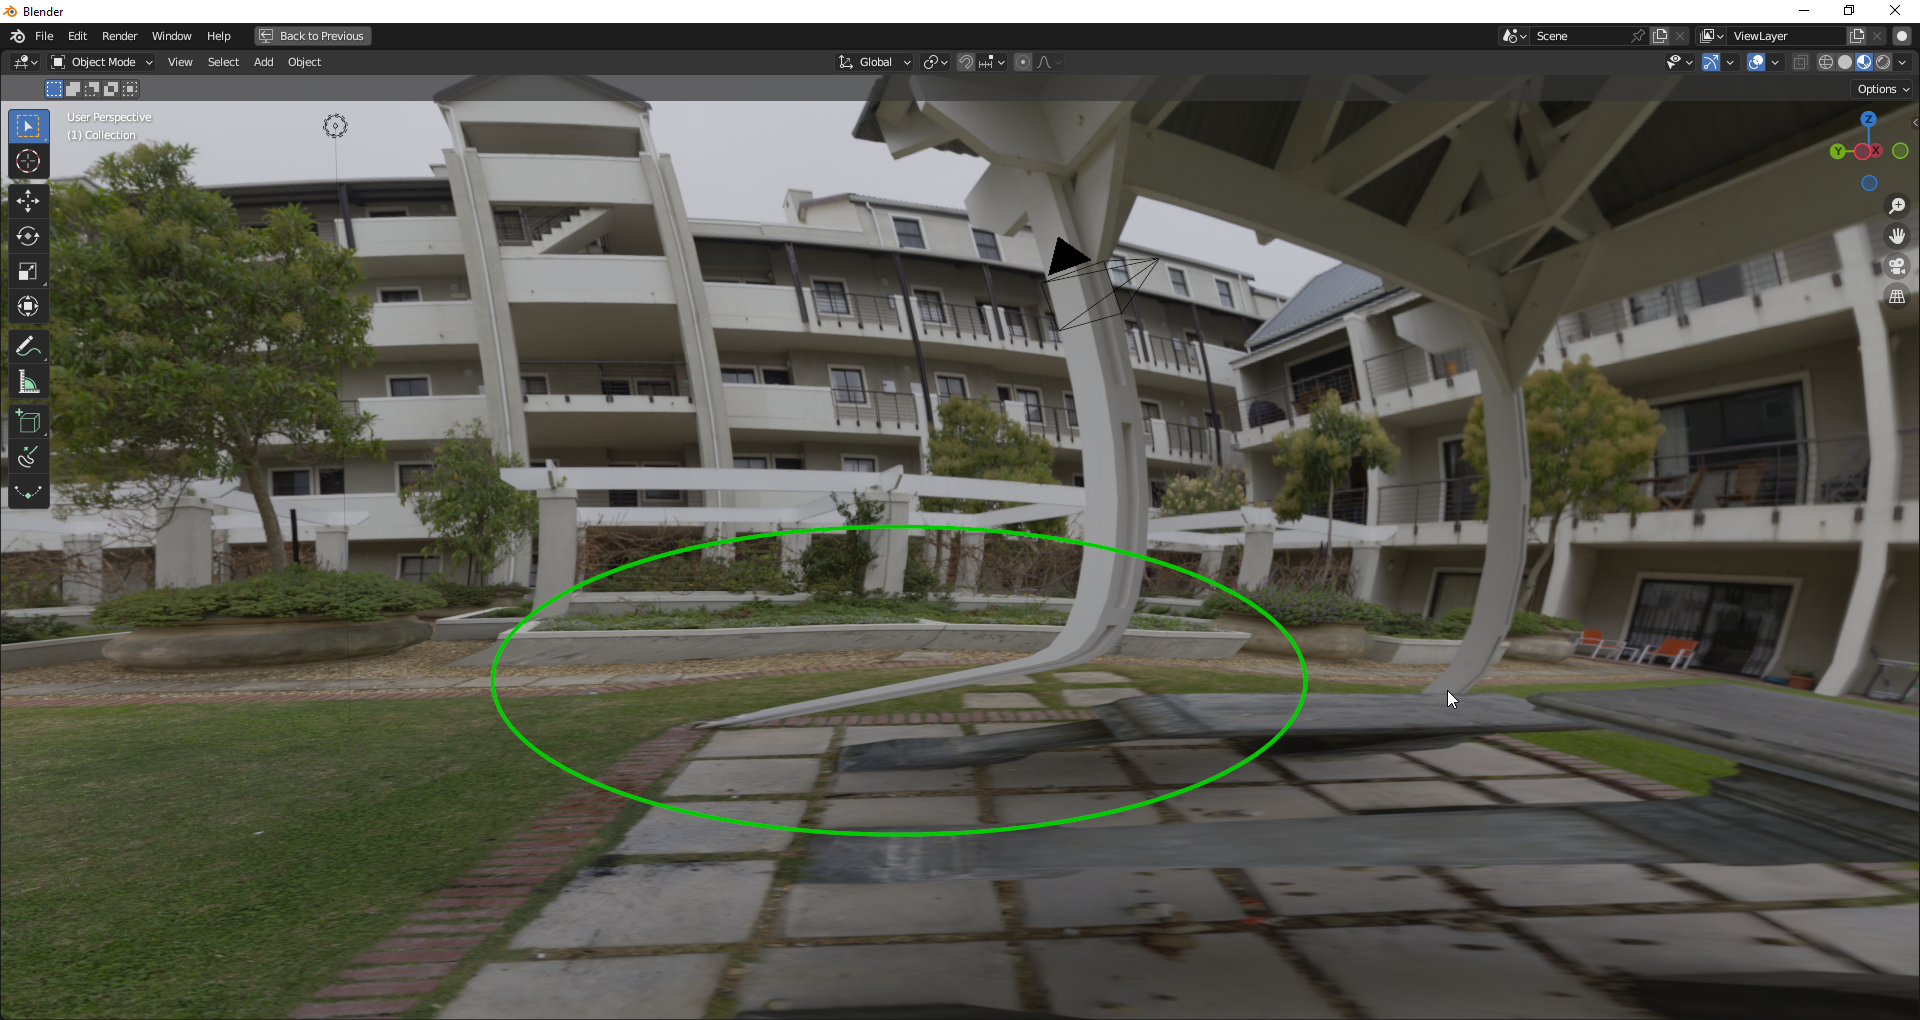 Blender
File Edit Render Window Help Back to Previous
Scene ViewLayer
Object Mode View Select Add Object Global
Options
User Perspective
(1) Collection
Z
Y X